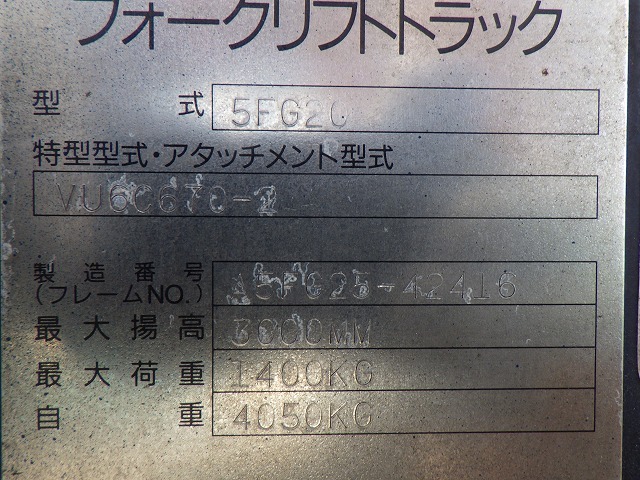 フォークリフトトラック
型式 5FG20
特型型式・アタッチメント型式
製造番号
(フレームNO.) A5FG25-42416
最大揚高
最大荷重 1400KG
自重 4050KG